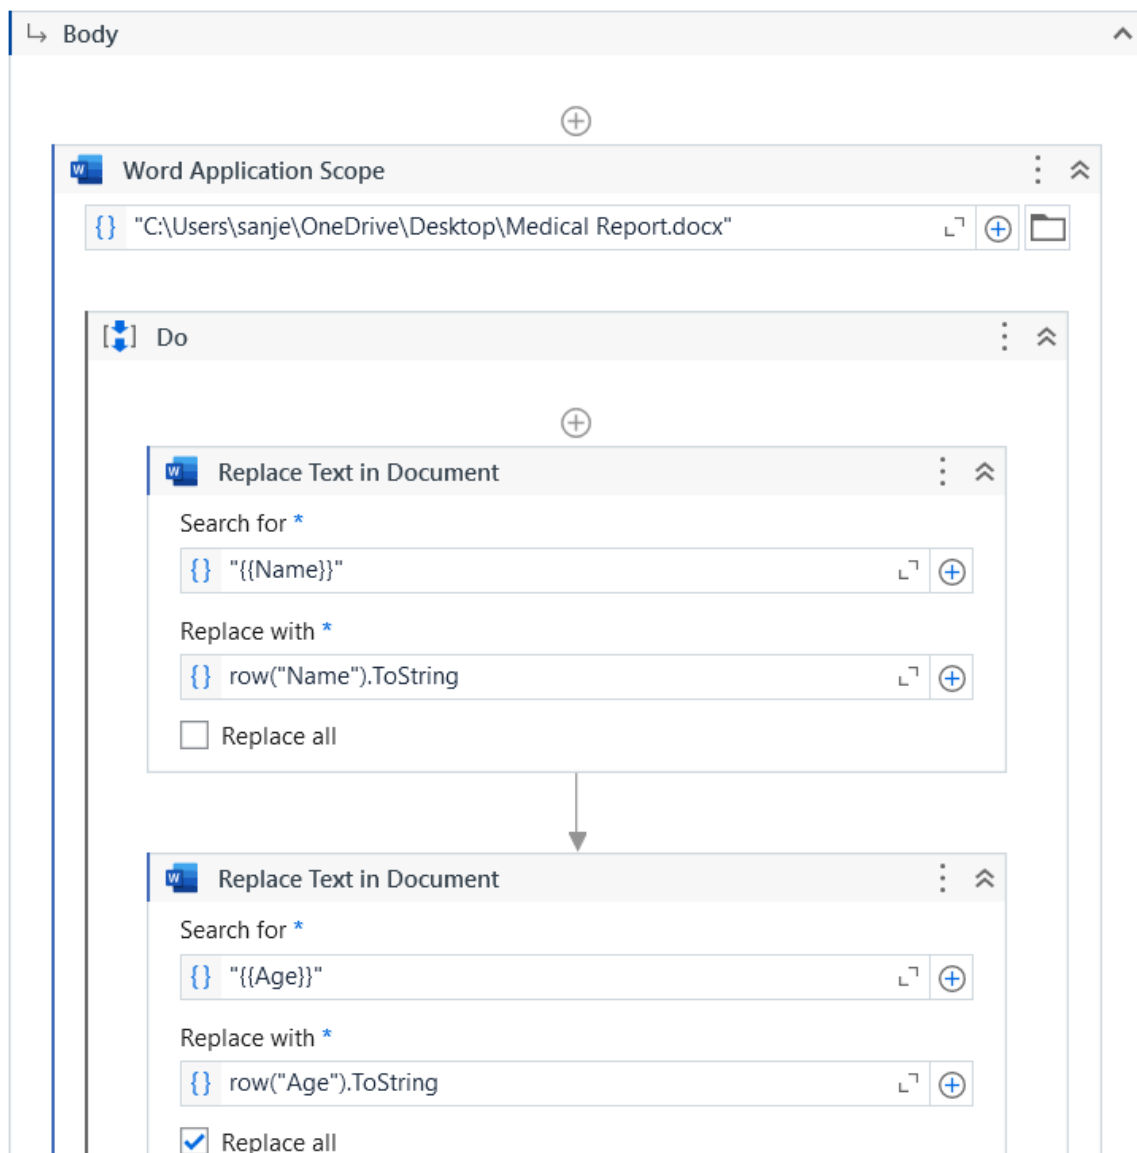 Body
Word Application Scope
"C:\Users\sanje\OneDrive\Desktop\Medical Report.docx"
Do
Replace Text in Document
Search for *
"{{Name}}"
Replace with *
row("Name").ToString
Replace all
Replace Text in Document
Search for *
"{{Age}}"
Replace with *
row("Age").ToString
Replace all